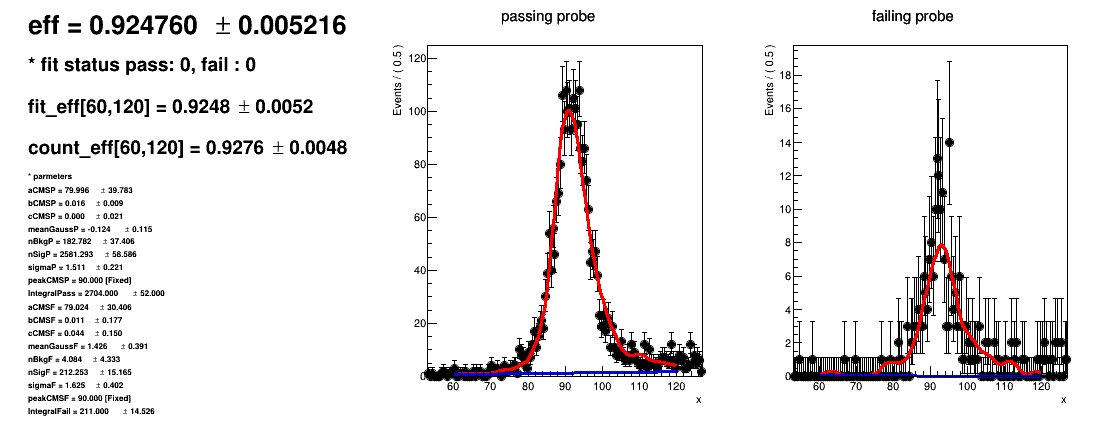 eff = 0.924760 ± 0.005216
* fit status pass: 0, fail : 0
fit_eff[60,120] = 0.9248 ± 0.0052
count_eff[60,120] = 0.9276 ± 0.0048
* parmeters
aCMSP = 79.996 ± 39.783
bCMSP = 0.016 ± 0.009
cCMSP = 0.000 ± 0.021
meanGaussP = -0.124 ± 0.115
nBkgP = 182.782 ± 37.406
nSigP = 2581.293 ± 58.586
sigmaP = 1.511 ± 0.221
peakCMSP = 90.000 [Fixed]
IntegralPass = 2704.000 ± 52.000
aCMSF = 79.024 ± 30.406
bCMSF = 0.011 ± 0.177
cCMSF = 0.044 ± 0.150
meanGaussF = 1.426 ± 0.391
nBkgF = 4.084 ± 4.333
nSigF = 212.253 ± 15.165
sigmaF = 1.625 ± 0.402
peakCMSF = 90.000 [Fixed]
IntegralFail = 211.000 ± 14.526
passing probe
Events / ( 0.5 )
120
100
80
60
40
20
0
60 70 80 90 100 110 120
x
failing probe
Events / ( 0.5 )
18
16
14
12
10
8
6
4
2
0
60 70 80 90 100 110 120
x